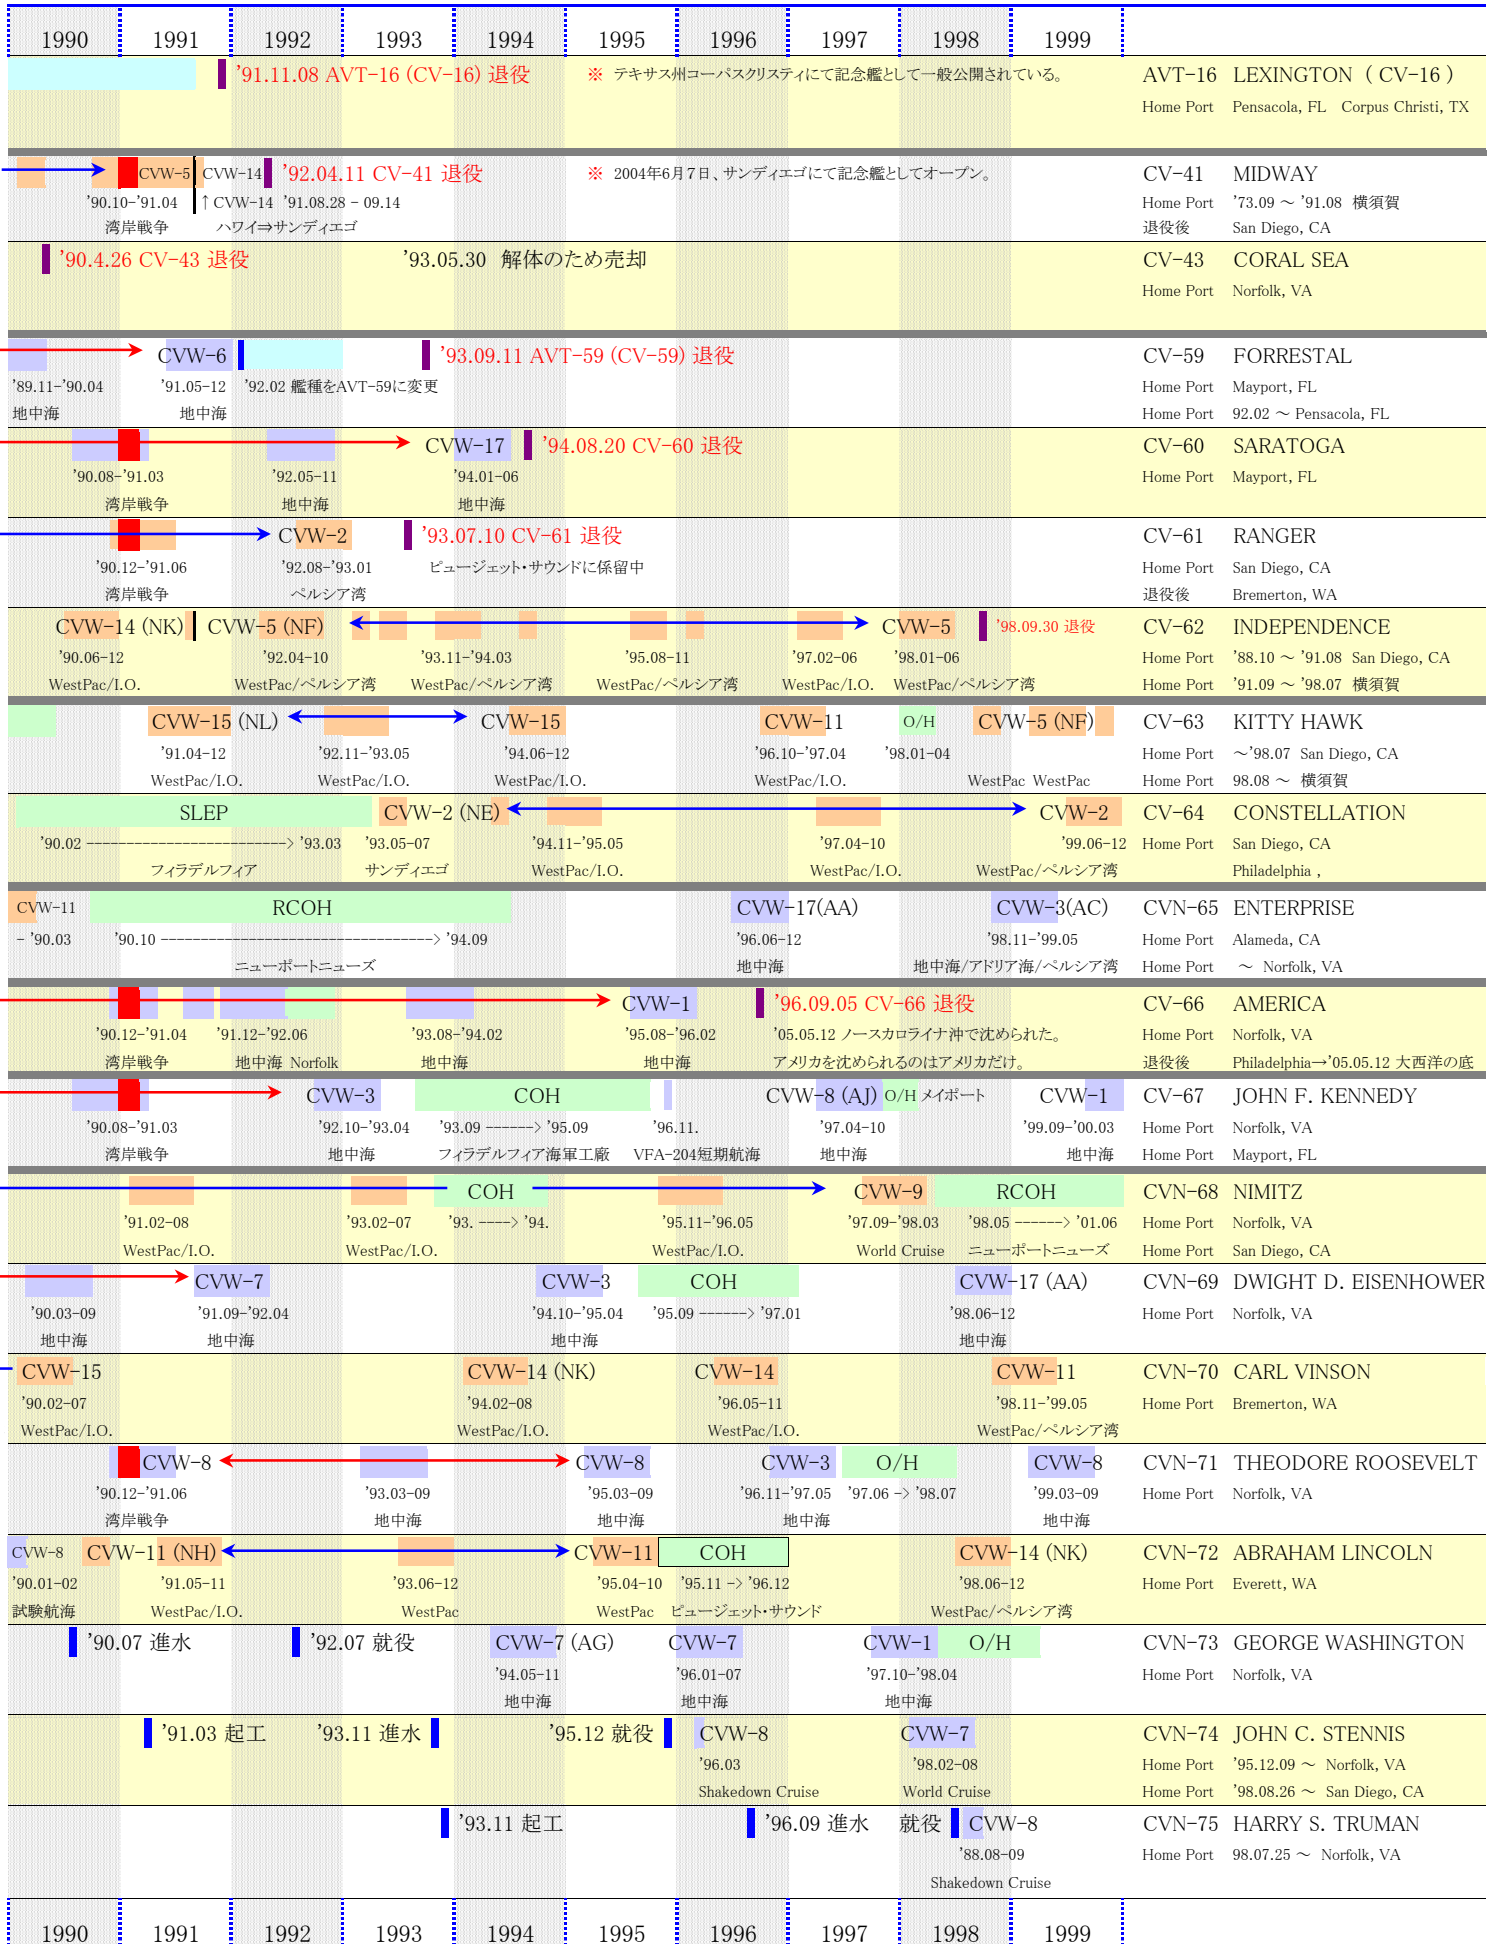 1990 1991 1992 1993 1994 1995 1996 1997 1998 1999
'91.11.08 AVT-16 (CV-16) 退役 ※ テキサス州コーパスクリスティにて記念艦として一般公開されている。 AVT-16 LEXINGTON ( CV-16 )
Home Port Pensacola, FL Corpus Christi, TX
CVW-5 CVW-14 '92.04.11 CV-41 退役 ※ 2004年6月7日、サンディエゴにて記念艦としてオープン。 CV-41 MIDWAY
'90.10-'91.04 ↑CVW-14 '91.08.28 - 09.14 Home Port '73.09 ～ '91.08 横須賀
湾岸戦争 ハワイ⇒サンディエゴ 退役後 San Diego, CA
'90.4.26 CV-43 退役 '93.05.30 解体のため売却 CV-43 CORAL SEA
Home Port Norfolk, VA
CVW-6 '93.09.11 AVT-59 (CV-59) 退役 CV-59 FORRESTAL
'89.11-'90.04 '91.05-12 '92.02 艦種をAVT-59に変更 Home Port Mayport, FL
地中海 地中海 Home Port 92.02 ～ Pensacola, FL
CVW-17 '94.08.20 CV-60 退役 CV-60 SARATOGA
'90.08-'91.03 '92.05-11 '94.01-06 Home Port Mayport, FL
湾岸戦争 地中海 地中海
CVW-2 '93.07.10 CV-61 退役 CV-61 RANGER
'90.12-'91.06 '92.08-'93.01 ピュージェット・サウンドに係留中 Home Port San Diego, CA
湾岸戦争 ペルシア湾 退役後 Bremerton, WA
CVW-14 (NK) CVW-5 (NF) CVW-5 '98.09.30 退役 CV-62 INDEPENDENCE
'90.06-12 '92.04-10 '93.11-'94.03 '95.08-11 '97.02-06 '98.01-06 Home Port '88.10 ～ '91.08 San Diego, CA
WestPac/I.O. WestPac/ペルシア湾 WestPac/ペルシア湾 WestPac/ペルシア湾 WestPac/I.O. WestPac/ペルシア湾 Home Port '91.09 ～ '98.07 横須賀
CVW-15 (NL) CVW-15 CVW-11 O/H CVW-5 (NF) CV-63 KITTY HAWK
'91.04-12 '92.11-'93.05 '94.06-12 '96.10-'97.04 '98.01-04 Home Port ～'98.07 San Diego, CA
WestPac/I.O. WestPac/I.O. WestPac/I.O. WestPac/I.O. WestPac WestPac Home Port 98.08 ～ 横須賀
SLEP CVW-2 (NE) CVW-2 CV-64 CONSTELLATION
'90.02 -------------------------> '93.03 '93.05-07 '94.11-'95.05 '97.04-10 '99.06-12 Home Port San Diego, CA
フィラデルフィア サンディエゴ WestPac/I.O. WestPac/I.O. WestPac/ペルシア湾 Philadelphia ,
CVW-11 RCOH CVW-17(AA) CVW-3(AC) CVN-65 ENTERPRISE
- '90.03 '90.10 ----------------------------------> '94.09 '96.06-12 '98.11-'99.05 Home Port Alameda, CA
ニューポートニューズ 地中海 地中海/アドリア海/ペルシア湾 Home Port ～ Norfolk, VA
CVW-1 '96.09.05 CV-66 退役 CV-66 AMERICA
'90.12-'91.04 '91.12-'92.06 '93.08-'94.02 '95.08-'96.02 '05.05.12 ノースカロライナ沖で沈められた。 Home Port Norfolk, VA
湾岸戦争 地中海 Norfolk 地中海 地中海 アメリカを沈められるのはアメリカだけ。 退役後 Philadelphia→'05.05.12 大西洋の底
CVW-3 COH CVW-8 (AJ) O/H メイポート CVW-1 CV-67 JOHN F. KENNEDY
'90.08-'91.03 '92.10-'93.04 '93.09 ------> '95.09 '96.11. '97.04-10 '99.09-'00.03 Home Port Norfolk, VA
湾岸戦争 地中海 フィラデルフィア海軍工廠 VFA-204短期航海 地中海 地中海 Home Port Mayport, FL
COH CVW-9 RCOH CVN-68 NIMITZ
'91.02-08 '93.02-07 '93. ----> '94. '95.11-'96.05 '97.09-'98.03 '98.05 ------> '01.06 Home Port Norfolk, VA
WestPac/I.O. WestPac/I.O. WestPac/I.O. World Cruise ニューポートニューズ Home Port San Diego, CA
CVW-7 CVW-3 COH CVW-17 (AA) CVN-69 DWIGHT D. EISENHOWER
'90.03-09 '91.09-'92.04 '94.10-'95.04 '95.09 ------> '97.01 '98.06-12 Home Port Norfolk, VA
地中海 地中海 地中海 地中海
CVW-15 CVW-14 (NK) CVW-14 CVW-11 CVN-70 CARL VINSON
'90.02-07 '94.02-08 '96.05-11 '98.11-'99.05 Home Port Bremerton, WA
WestPac/I.O. WestPac/I.O. WestPac/I.O. WestPac/ペルシア湾
CVW-8 CVW-8 CVW-3 O/H CVW-8 CVN-71 THEODORE ROOSEVELT
'90.12-'91.06 '93.03-09 '95.03-09 '96.11-'97.05 '97.06 -> '98.07 '99.03-09 Home Port Norfolk, VA
湾岸戦争 地中海 地中海 地中海 地中海
CVW-8 CVW-11 (NH) CVW-11 COH CVW-14 (NK) CVN-72 ABRAHAM LINCOLN
'90.01-02 '91.05-11 '93.06-12 '95.04-10 '95.11 -> '96.12 '98.06-12 Home Port Everett, WA
試験航海 WestPac/I.O. WestPac WestPac ピュージェット・サウンド WestPac/ペルシア湾
'90.07 進水 '92.07 就役 CVW-7 (AG) CVW-7 CVW-1 O/H CVN-73 GEORGE WASHINGTON
'94.05-11 '96.01-07 '97.10-'98.04 Home Port Norfolk, VA
地中海 地中海 地中海
'91.03 起工 '93.11 進水 '95.12 就役 CVW-8 CVW-7 CVN-74 JOHN C. STENNIS
'96.03 '98.02-08 Home Port '95.12.09 ～ Norfolk, VA
Shakedown Cruise World Cruise Home Port '98.08.26 ～ San Diego, CA
'93.11 起工 '96.09 進水 就役 CVW-8 CVN-75 HARRY S. TRUMAN
'88.08-09 Home Port 98.07.25 ～ Norfolk, VA
Shakedown Cruise
1990 1991 1992 1993 1994 1995 1996 1997 1998 1999